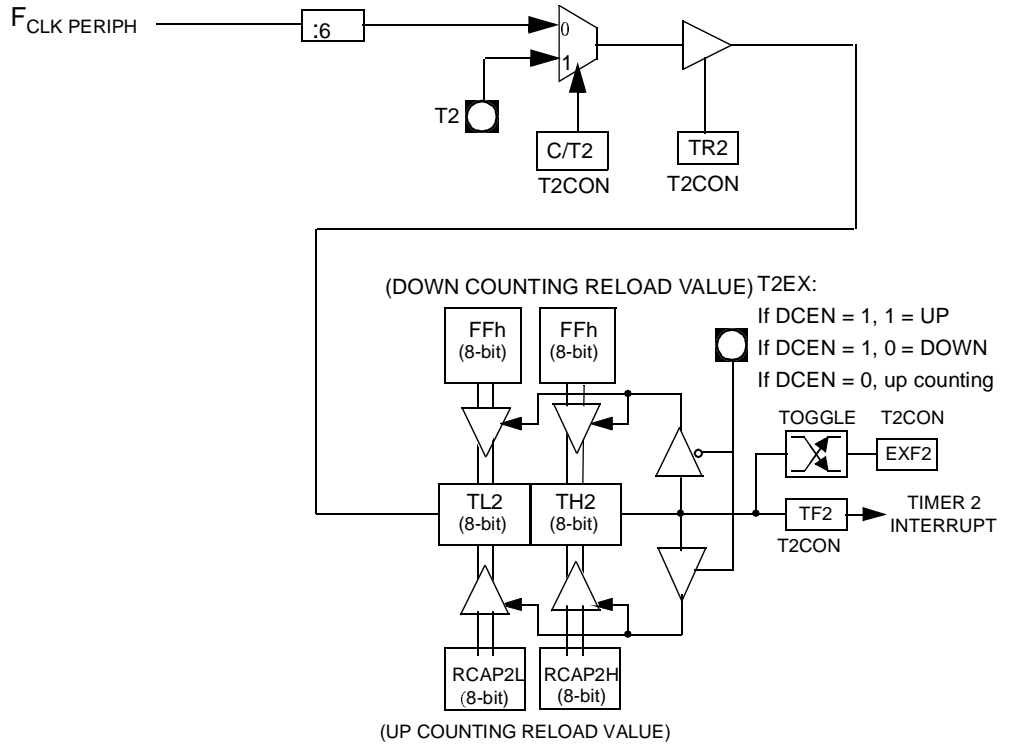 FCLK PERIPH
:6
0
1
T2
C/T2
T2CON
TR2
T2CON
(DOWN COUNTING RELOAD VALUE)
T2EX:
If DCEN = 1, 1 = UP
If DCEN = 1, 0 = DOWN
If DCEN = 0, up counting
FFh
(8-bit)
FFh
(8-bit)
TOGGLE
T2CON
EXF2
TL2
(8-bit)
TH2
(8-bit)
TF2
T2CON
TIMER 2
INTERRUPT
RCAP2L
(8-bit)
RCAP2H
(8-bit)
(UP COUNTING RELOAD VALUE)